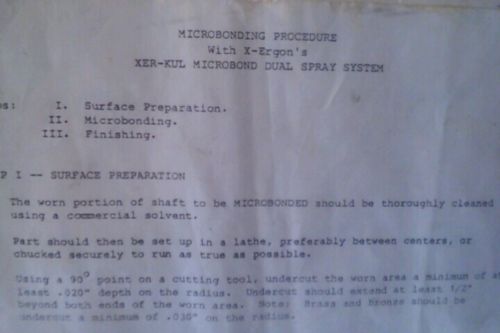 MICROBONDING PROCEDURE
With X-Ergon's
XER-KUL MICROBOND DUAL SPRAY SYSTEM
I. Surface Preparation.
II. Microbonding.
III. Finishing.
P I -- SURFACE PREPARATION
The worn portion of shaft to be MICROBONDED should be thoroughly cleaned
using a commercial solvent.
Part should then be set up in a lathe, preferably between centers, or
chucked securely to run as true as possible.
Using a 90° point on a cutting tool, undercut the worn area a minimum of at
least .020" depth on the radius. Undercut should extend at least 1/2"
beyond both ends of the worn area. Note: Brass and bronze should be
undercut a minimum of .030" on the radius.